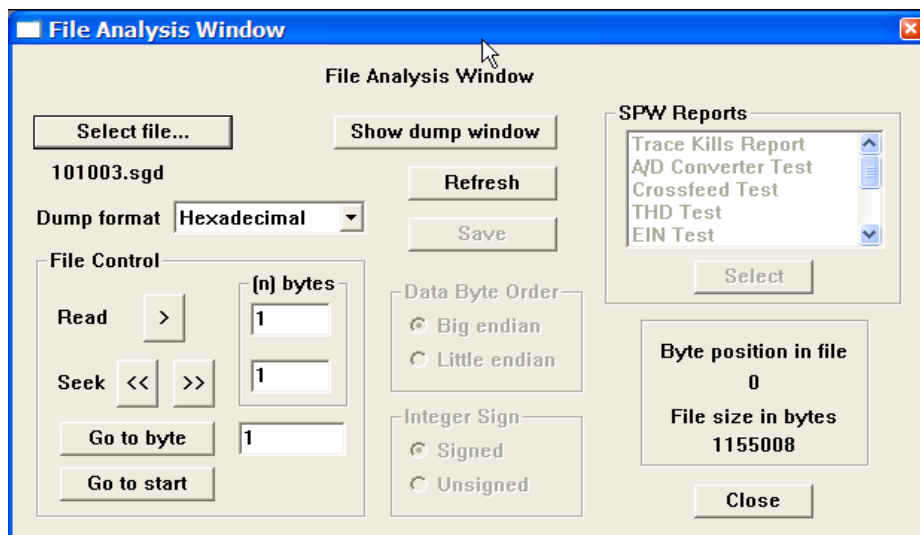 File Analysis Window
File Analysis Window
Select file...
101003.sgd
Dump format Hexadecimal
Show dump window
Refresh
Save
File Control
(n) bytes
Read > 1
Seek << >> 1
Go to byte 1
Go to start
Data Byte Order
Big endian
Little endian
Integer Sign
Signed
Unsigned
SPW Reports
Trace Kills Report
A/D Converter Test
Crossfeed Test
THD Test
EIN Test
Select
Byte position in file
0
File size in bytes
1155008
Close